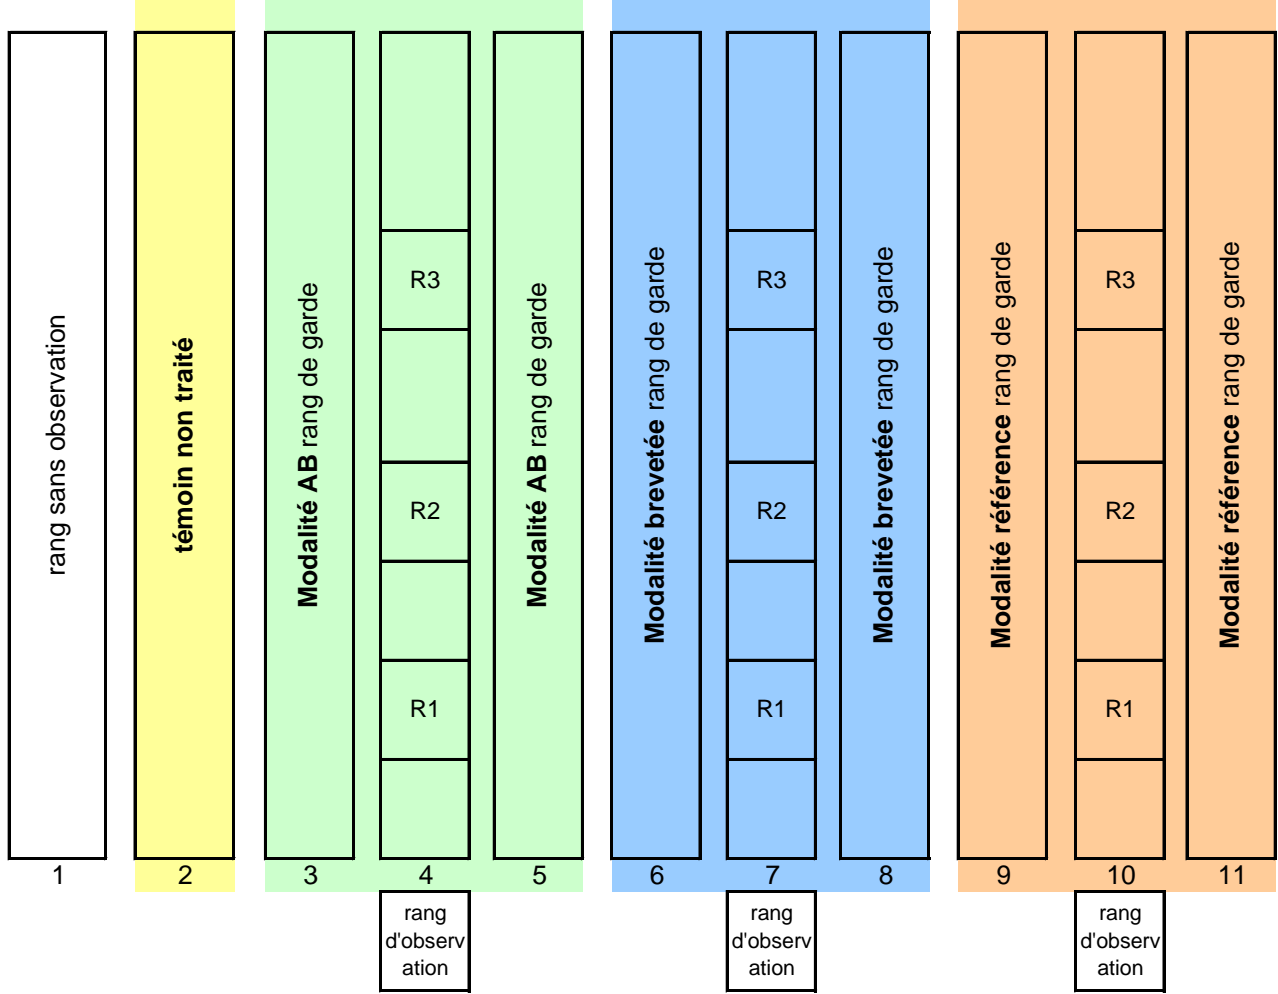 rang sans observation
témoin non traité
Modalité AB rang de garde
R3
R2
R1
Modalité AB rang de garde
Modalité brevetée rang de garde
R3
R2
R1
Modalité brevetée rang de garde
Modalité référence rang de garde
R3
R2
R1
Modalité référence rang de garde
1 2 3 4 5 6 7 8 9 10 11
rang
d'observ
ation
rang
d'observ
ation
rang
d'observ
ation